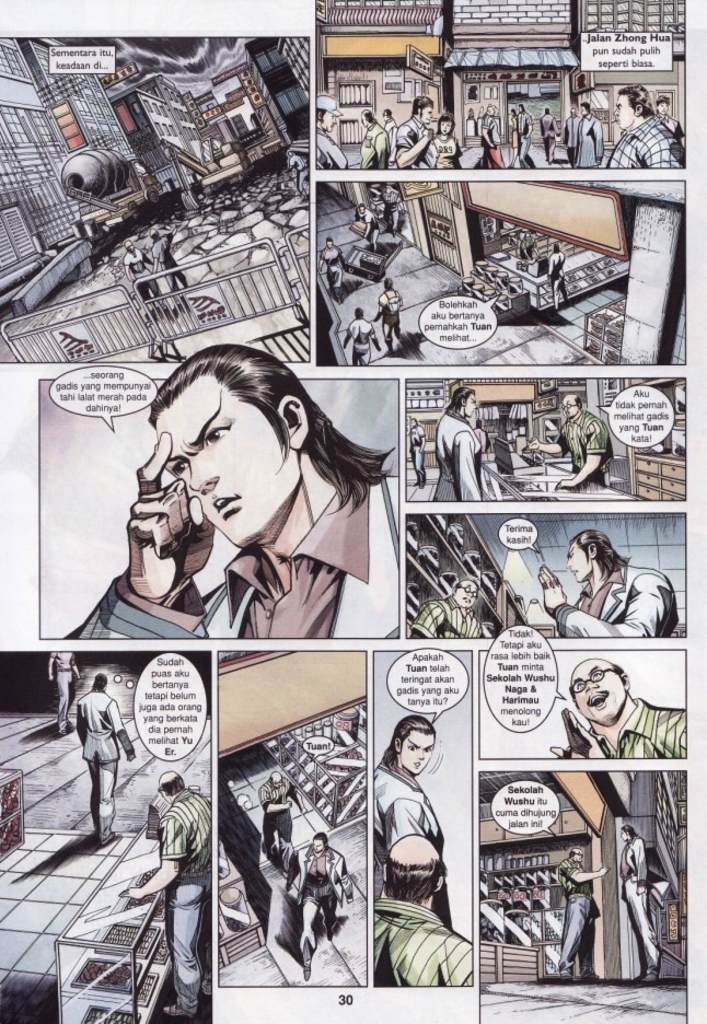 Sementara itu,
keadaan di...
..Jalan Zhong Hua
pun sudah pulih
seperti biasa.
Bolehkah
aku bertanya
pernahkah Tuan
melihat...
...seorang
gadis yang mempunyai
tahi lalat merah pada
dahinya!
Aku
tidak pernah
melihat gadis
yang Tuan
kata!
Terima
kasih!
Sudah
puas aku
bertanya
tetapi belum
juga ada orang
yang berkata
dia pernah
melihat Yu
Er.
Tuan!
Apakah
Tuan telah
teringat akan
gadis yang aku
tanya itu?
Tidak!
Tetapi aku
rasa lebih baik
Tuan minta
Sekolah Wushu
Naga &
Harimau
menolong
kau!
Sekolah
Wushu itu
cuma dihujung
jalan ini!
30